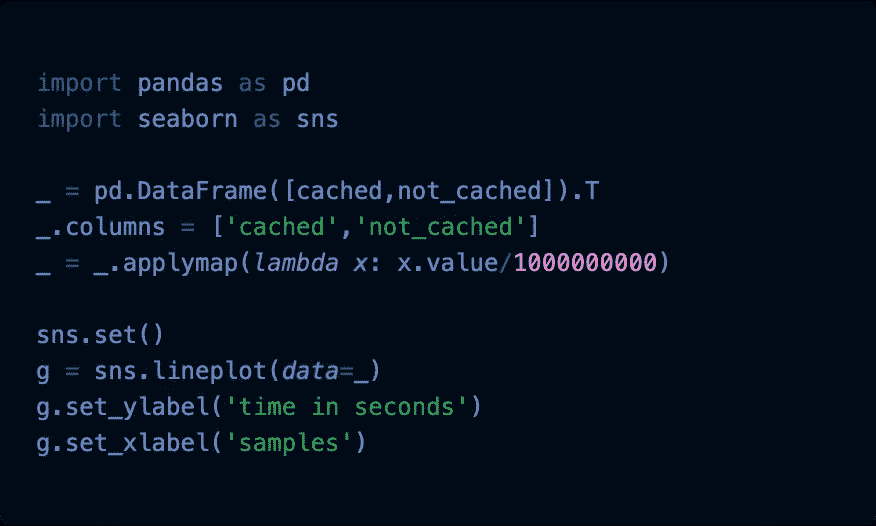 import pandas as pd
import seaborn as sns
_ = pd.DataFrame([cached,not_cached]).T
_.columns = ['cached','not_cached']
_ = _.applymap(lambda x: x.value/1000000000)
sns.set()
g = sns.lineplot(data=_)
g.set_ylabel('time in seconds')
g.set_xlabel('samples')